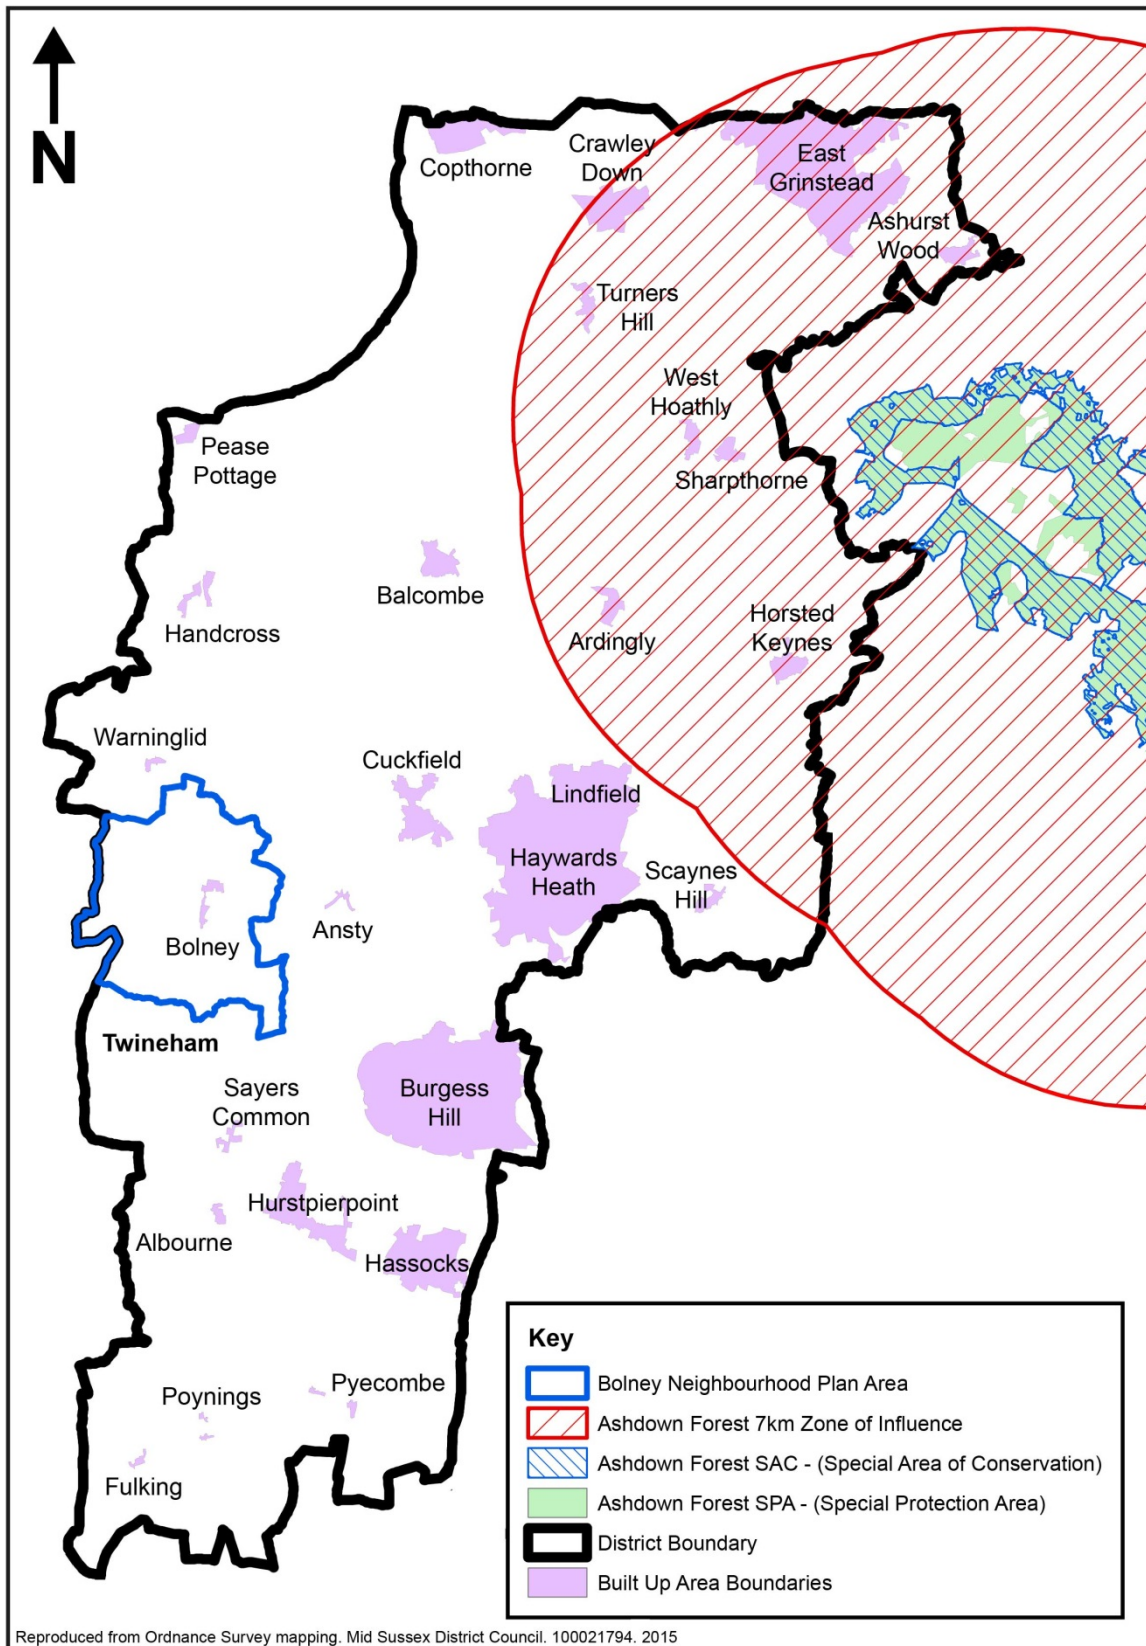 N
Copthorne
Crawley
Down
East
Grinstead
Ashurst
Wood
Turners
Hill
West
Hoathly
Sharpthorne
Pease
Pottage
Balcombe
Handcross
Ardingly
Horsted
Keynes
Warninglid
Cuckfield
Lindfield
Haywards
Heath
Scaynes
Hill
Ansty
Bolney
Twineham
Sayers
Common
Burgess
Hill
Hurstpierpoint
Albourne
Hassocks
Poynings
Pyecombe
Fulking
Key
Bolney Neighbourhood Plan Area
Ashdown Forest 7km Zone of Influence
Ashdown Forest SAC - (Special Area of Conservation)
Ashdown Forest SPA - (Special Protection Area)
District Boundary
Built Up Area Boundaries
Reproduced from Ordnance Survey mapping. Mid Sussex District Council. 100021794. 2015